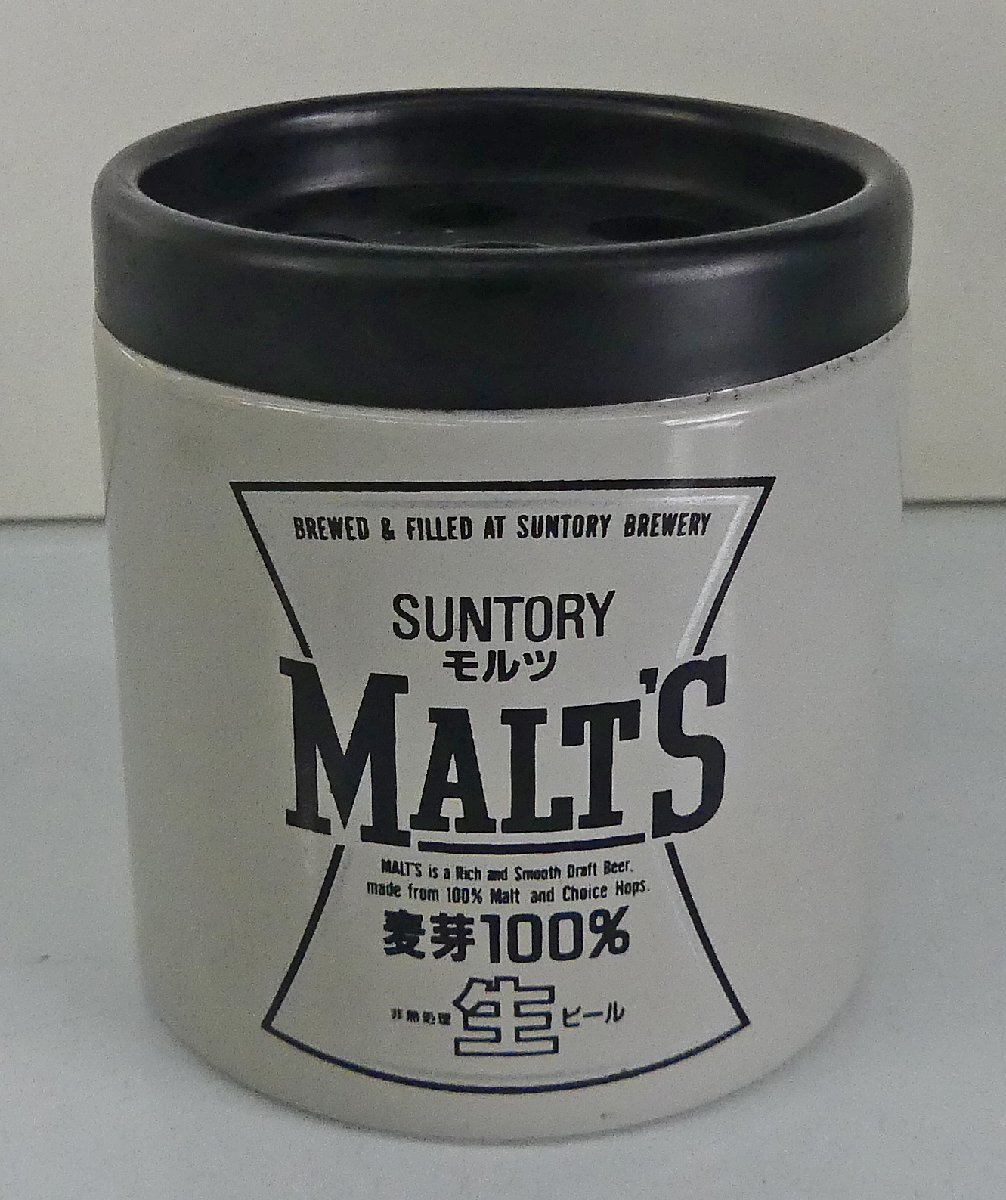 BREWED & FILLED AT SUNTORY BREWERY
SUNTORY
モルツ
MALT'S
MALT'S is a Rich and Smooth Draft Beer.
made from 100% Malt and Choice Hops.
麦芽100%
非熱処理 生 ビール